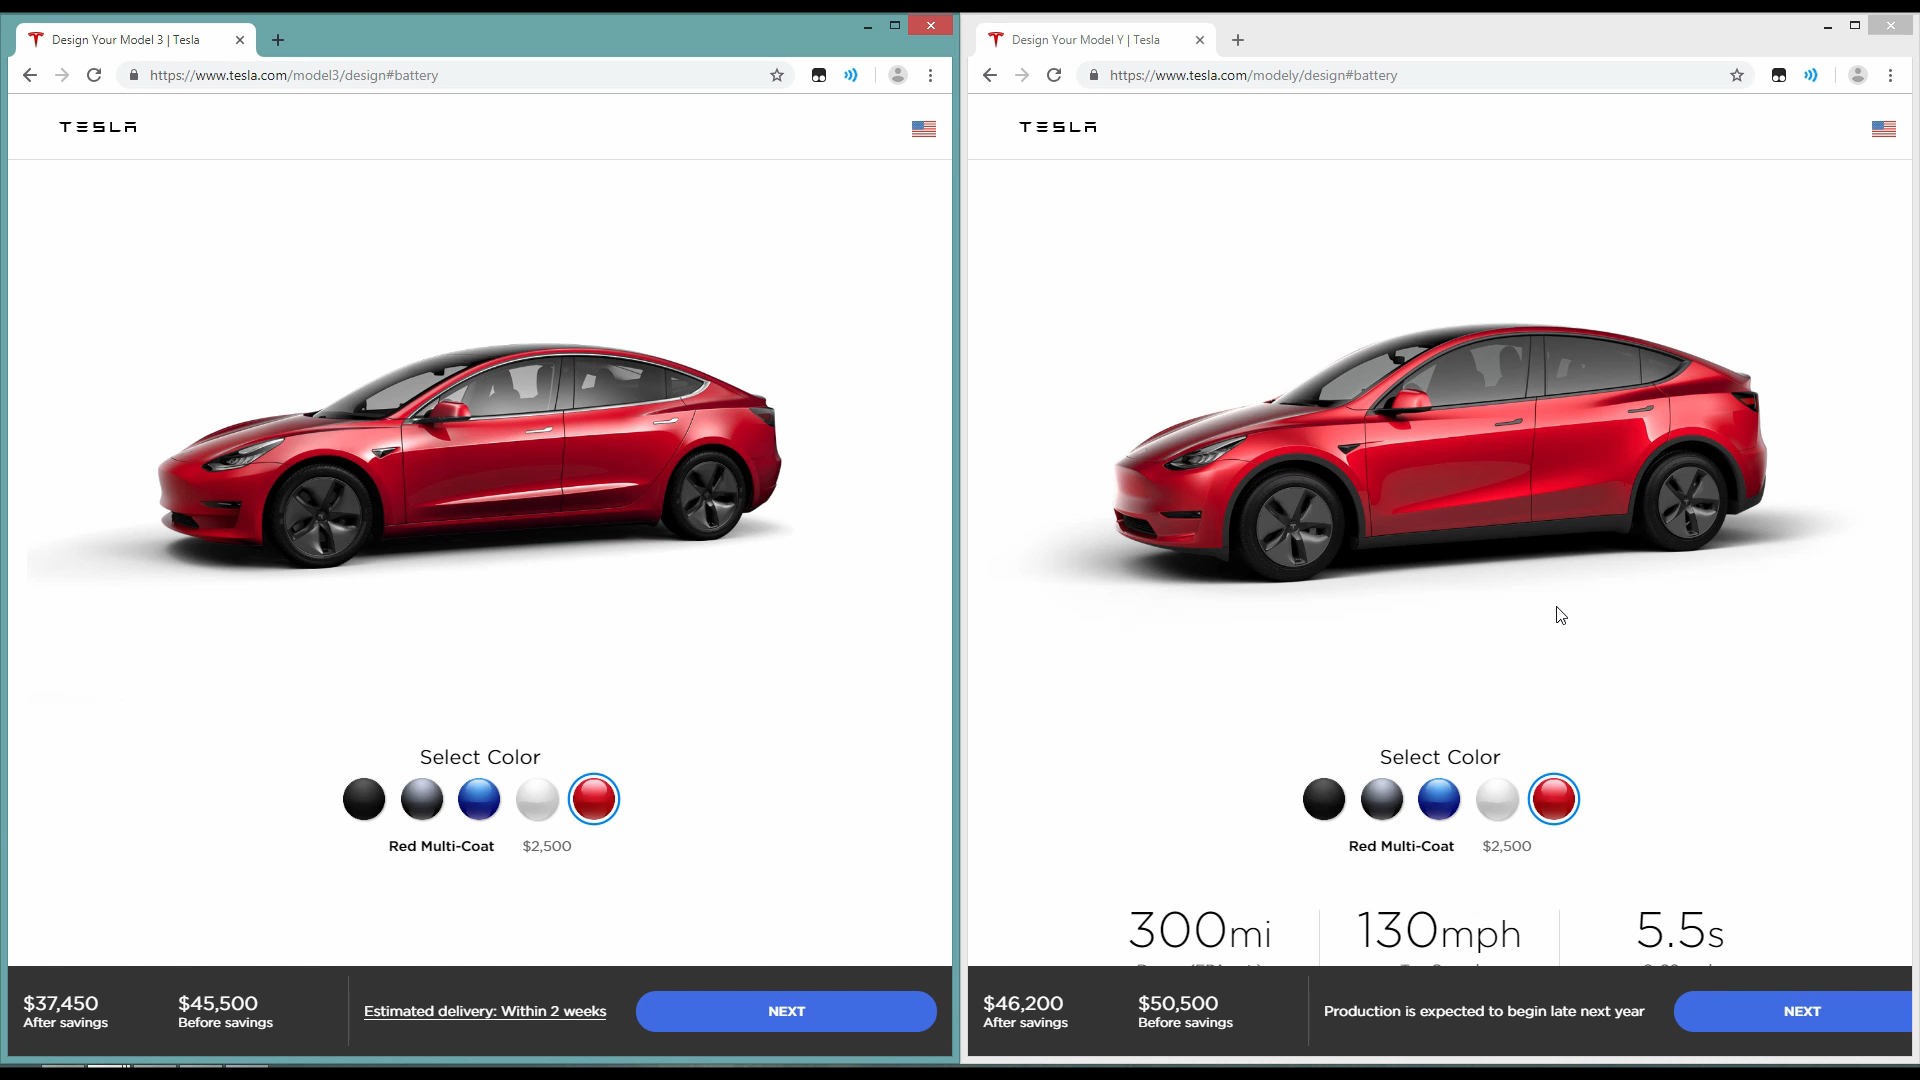 Design Your Model 3 | Tesla
https://www.tesla.com/model3/design#battery
TESLA
Select Color
Red Multi-Coat $2,500
$37,450
After savings
$45,500
Before savings
Estimated delivery: Within 2 weeks
NEXT
Design Your Model Y | Tesla
https://www.tesla.com/modely/design#battery
TESLA
Select Color
Red Multi-Coat $2,500
300mi 130mph 5.5s
$46,200
After savings
$50,500
Before savings
Production is expected to begin late next year
NEXT